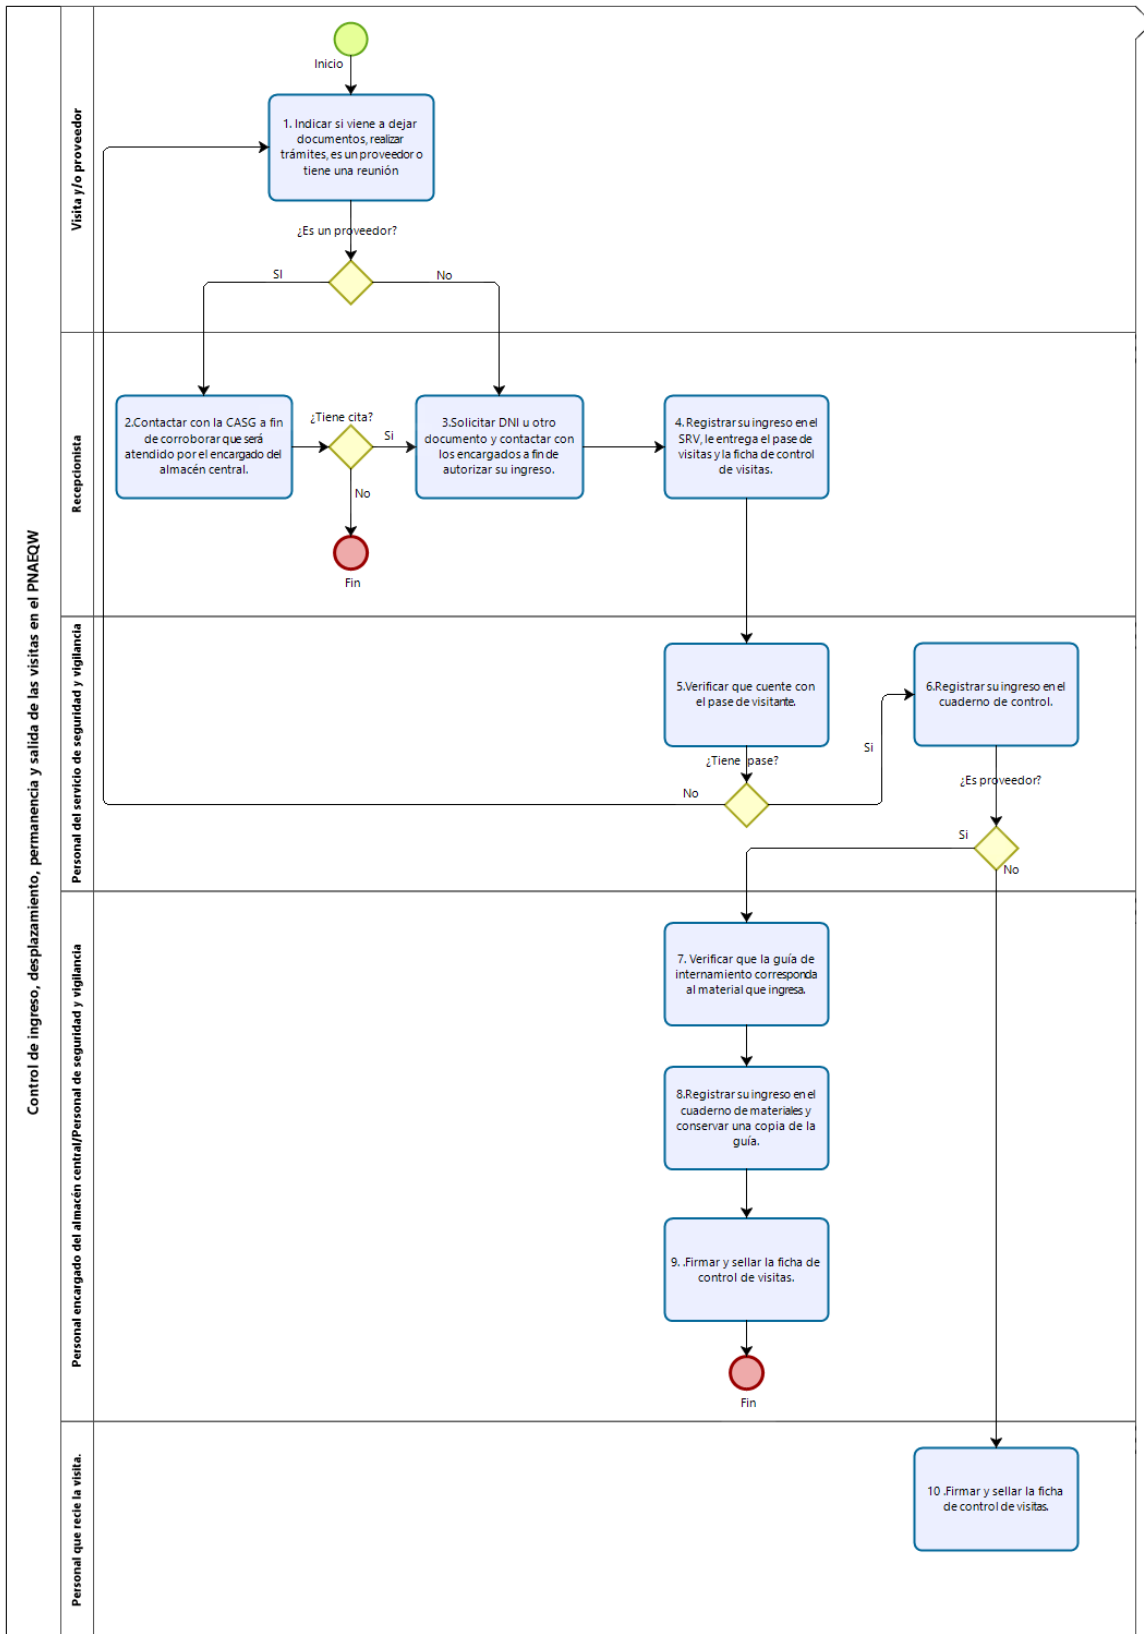 Control de ingreso, desplazamiento, permanencia y salida de las visitas en el PNAEQW
Visita y/o proveedor
Inicio
1. Indicar si viene a dejar
documentos, realizar
trámites, es un proveedor o
tiene una reunión
¿Es un proveedor?
SI
No
Recepcionista
2.Contactar con la CASG a fin
de corroborar que será
atendido por el encargado del
almacén central.
¿Tiene cita?
Si
No
Fin
3.Solicitar DNI u otro
documento y contactar con
los encargados a fin de
autorizar su ingreso.
4. Registrar su ingreso en el
SRV, le entrega el pase de
visitas y la ficha de control
de visitas.
Personal del servicio de seguridad y vigilancia
5.Verificar que cuente con
el pase de visitante.
¿Tiene pase?
No
Si
6.Registrar su ingreso en el
cuaderno de control.
¿Es proveedor?
Si
No
Personal encargado del almacén central/Personal de seguridad y vigilancia
7. Verificar que la guía de
internamiento corresponda
al material que ingresa.
8.Registrar su ingreso en el
cuaderno de materiales y
conservar una copia de la
guía.
9. .Firmar y sellar la ficha de
control de visitas.
Fin
Personal que recie la visita.
10 .Firmar y sellar la ficha
de control de visitas.